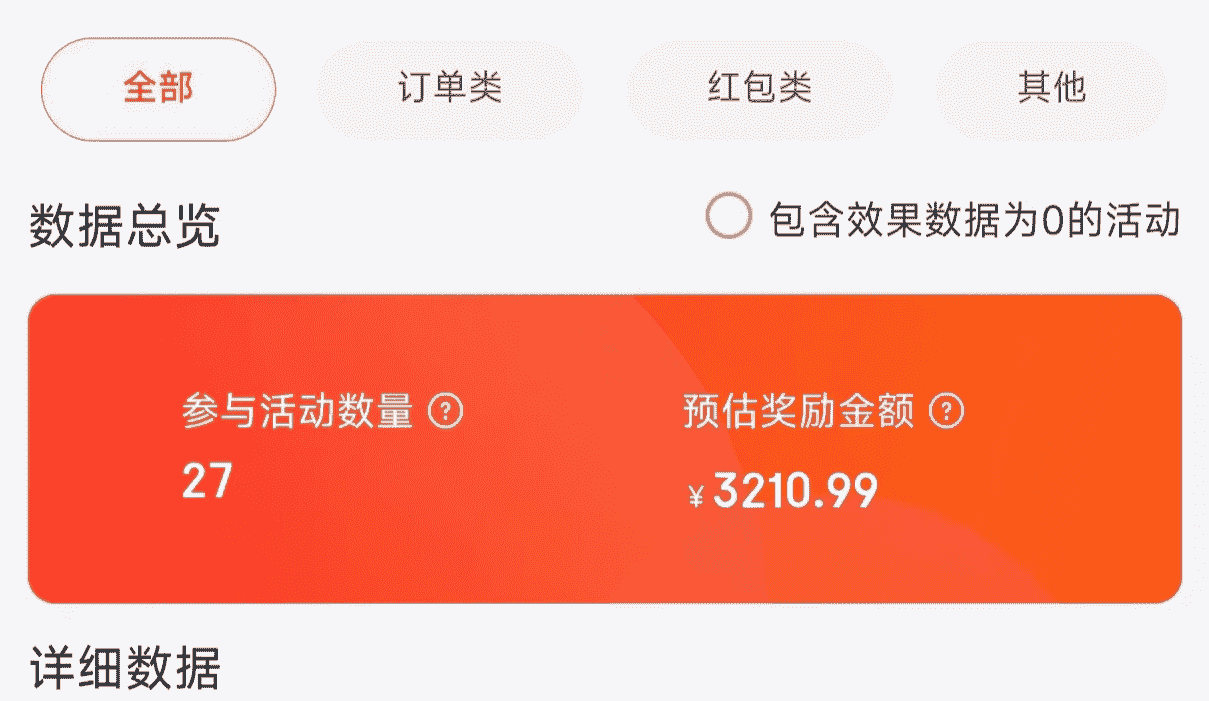 全部 订单类 红包类 其他
数据总览 包含效果数据为0的活动
参与活动数量 ? 预估奖励金额 ?
27 ¥3210.99
详细数据